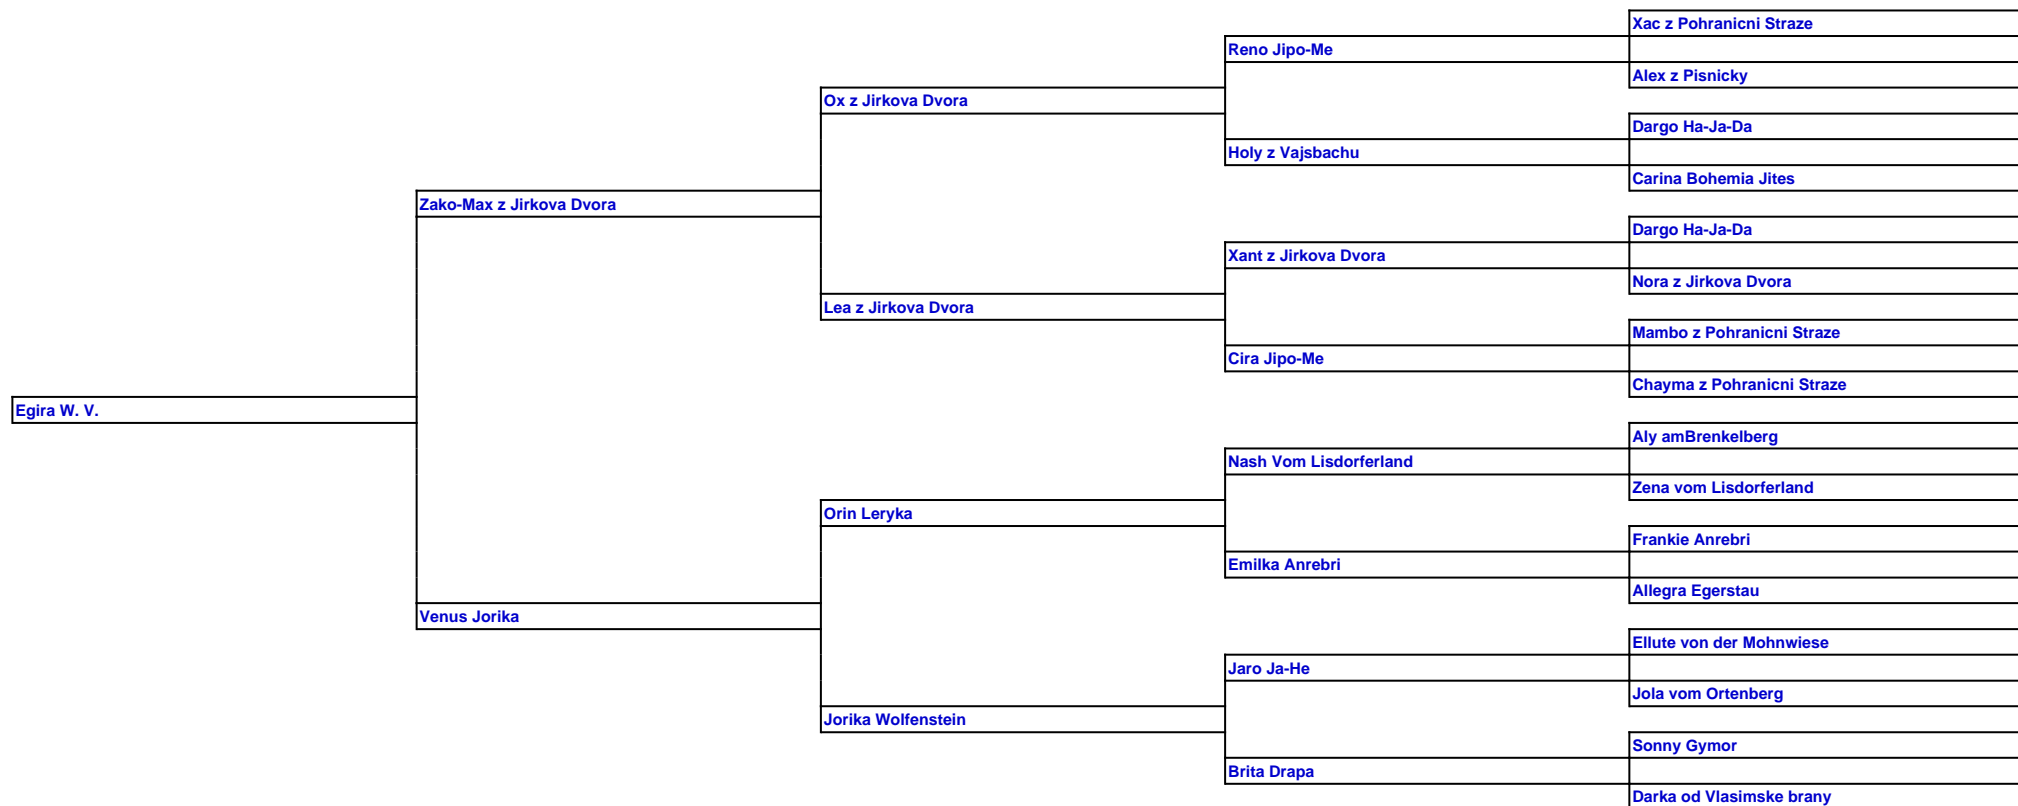 Xac z Pohranicni Straze
Reno Jipo-Me
Alex z Pisnicky
Ox z Jirkova Dvora
Dargo Ha-Ja-Da
Holy z Vajsbachu
Carina Bohemia Jites
Zako-Max z Jirkova Dvora
Dargo Ha-Ja-Da
Xant z Jirkova Dvora
Nora z Jirkova Dvora
Lea z Jirkova Dvora
Mambo z Pohranicni Straze
Cira Jipo-Me
Chayma z Pohranicni Straze
Egira W. V.
Aly amBrenkelberg
Nash Vom Lisdorferland
Zena vom Lisdorferland
Orin Leryka
Frankie Anrebri
Emilka Anrebri
Allegra Egerstau
Venus Jorika
Ellute von der Mohnwiese
Jaro Ja-He
Jola vom Ortenberg
Jorika Wolfenstein
Sonny Gymor
Brita Drapa
Darka od Vlasimske brany